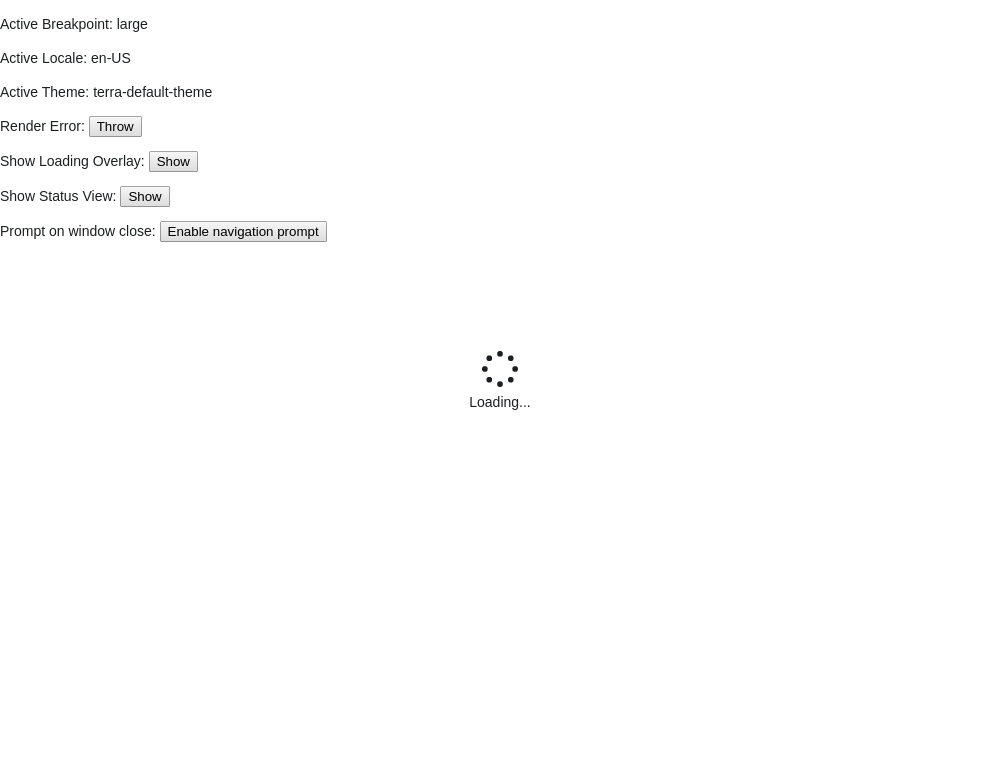 Active Breakpoint: large
Active Locale: en-US
Active Theme: terra-default-theme
Render Error: Throw
Show Loading Overlay: Show
Show Status View: Show
Prompt on window close: Enable navigation prompt
Loading...